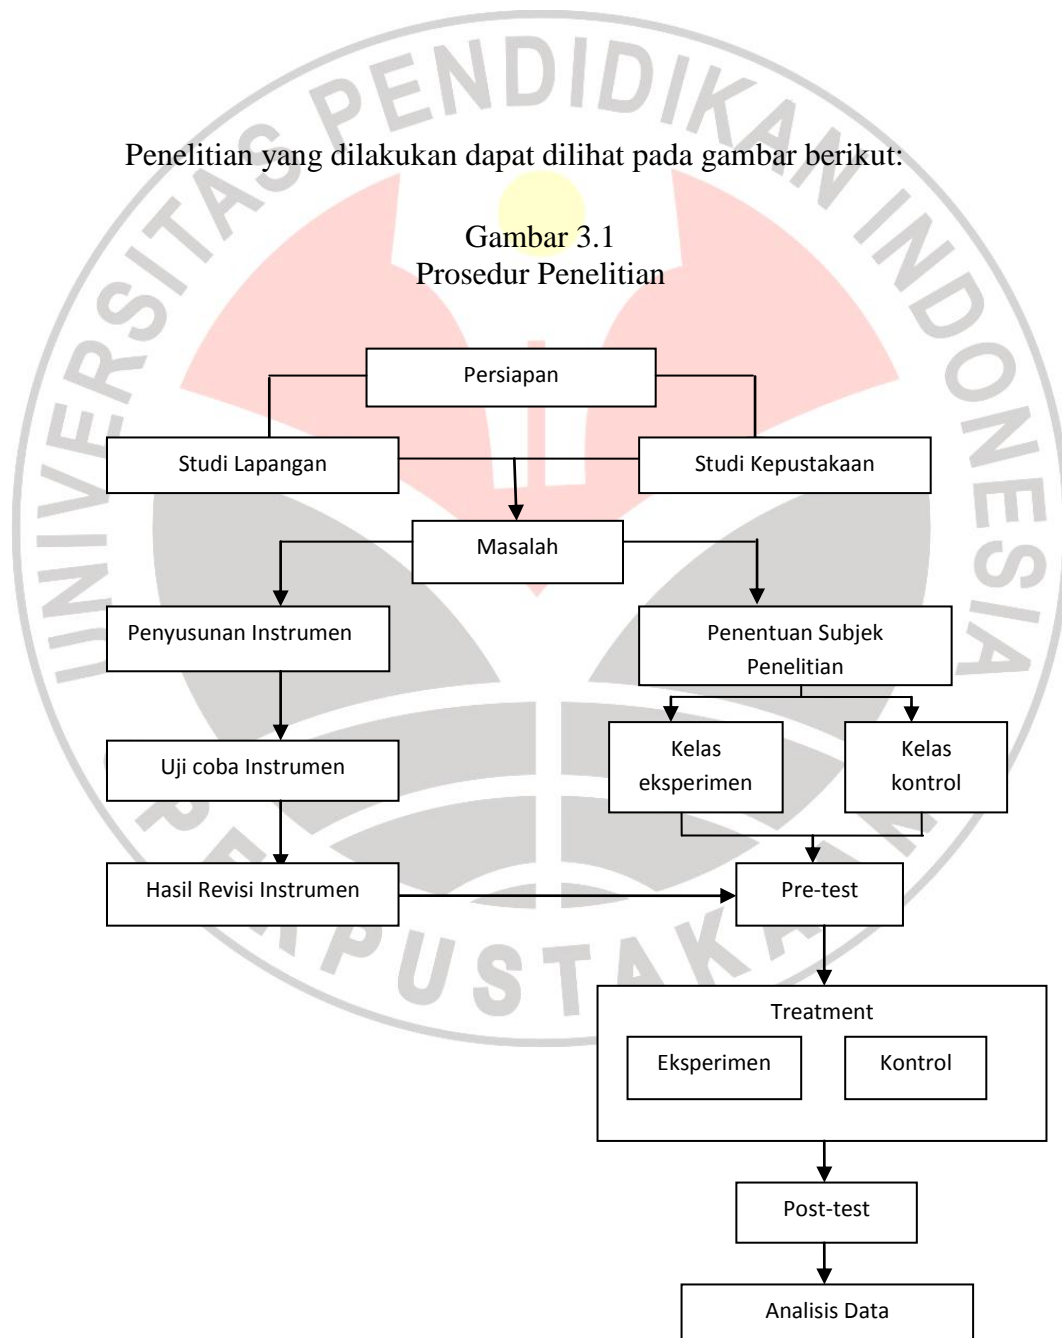 UNIVERSITAS PENDIDIKAN INDONESIA
PERPUSTAKAAN
Penelitian yang dilakukan dapat dilihat pada gambar berikut:
Gambar 3.1
Prosedur Penelitian
Persiapan
Studi Lapangan
Studi Kepustakaan
Masalah
Penyusunan Instrumen
Penentuan Subjek
Penelitian
Kelas
eksperimen
Kelas
kontrol
Uji coba Instrumen
Hasil Revisi Instrumen
Pre-test
Treatment
Eksperimen
Kontrol
Post-test
Analisis Data